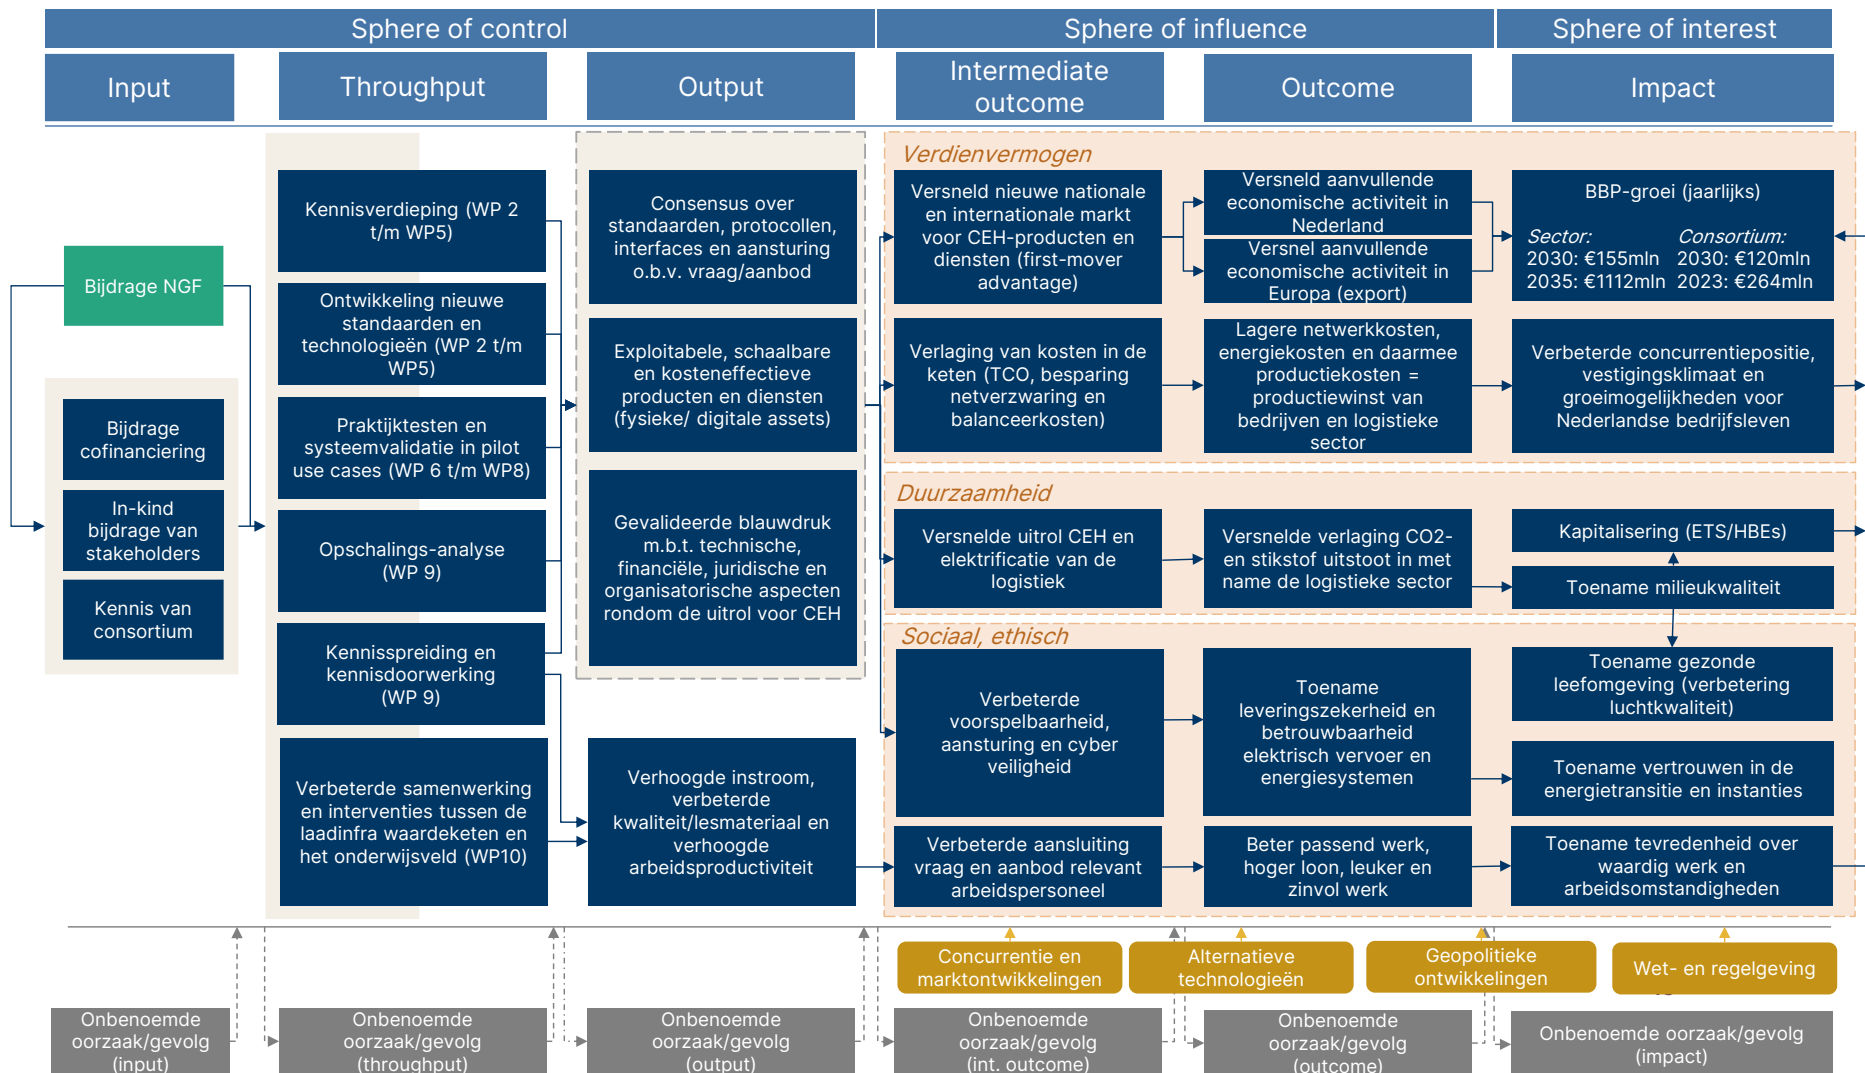 Sphere of control
Sphere of influence
Sphere of interest
Input
Throughput
Output
Intermediate
outcome
Outcome
Impact
Bijdrage NGF
Bijdrage
cofinanciering
In-kind
bijdrage van
stakeholders
Kennis van
consortium
Kennisverdieping (WP 2
t/m WP5)
Ontwikkeling nieuwe
standaarden en
technologieën (WP 2 t/m
WP5)
Praktijktesten en
systeemvalidatie in pilot
use cases (WP 6 t/m WP8)
Opschalings-analyse
(WP 9)
Kennisspreiding en
kennisdoorwerking
(WP 9)
Verbeterde samenwerking
en interventies tussen de
laadinfra waardeketen en
het onderwijsveld (WP10)
Consensus over
standaarden, protocollen,
interfaces en aansturing
o.b.v. vraag/aanbod
Exploitabele, schaalbare
en kosteneffectieve
producten en diensten
(fysieke/ digitale assets)
Gevalideerde blauwdruk
m.b.t. technische,
financiële, juridische en
organisatorische aspecten
rondom de uitrol voor CEH
Verhoogde instroom,
verbeterde
kwaliteit/lesmateriaal en
verhoogde
arbeidsproductiviteit
Verdienvermogen
Versneld nieuwe nationale
en internationale markt
voor CEH-producten en
diensten (first-mover
advantage)
Versneld aanvullende
economische activiteit in
Nederland
Versnel aanvullende
economische activiteit in
Europa (export)
BBP-groei (jaarlijks)
Sector:
2030: €155mln
2035: €1112mln
Consortium:
2030: €120mln
2023: €264mln
Verlaging van kosten in de
keten (TCO, besparing
netverzwaring en
balanceerkosten)
Lagere netwerkkosten,
energiekosten en daarmee
productiekosten =
productiewinst van
bedrijven en logistieke
sector
Verbeterde concurrentiepositie,
vestigingsklimaat en
groeimogelijkheden voor
Nederlandse bedrijfsleven
Duurzaamheid
Versnelde uitrol CEH en
elektrificatie van de
logistiek
Versnelde verlaging CO2-
en stikstof uitstoot in met
name de logistieke sector
Kapitalisering (ETS/HBEs)
Toename milieukwaliteit
Sociaal, ethisch
Verbeterde
voorspelbaarheid,
aansturing en cyber
veiligheid
Toename
leveringszekerheid en
betrouwbaarheid
elektrisch vervoer en
energiesystemen
Toename gezonde
leefomgeving (verbetering
luchtkwaliteit)
Toename vertrouwen in de
energietransitie en instanties
Verbeterde aansluiting
vraag en aanbod relevant
arbeidspersoneel
Beter passend werk,
hoger loon, leuker en
zinvol werk
Toename tevredenheid over
waardig werk en
arbeidsomstandigheden
Concurrentie en
marktontwikkelingen
Alternatieve
technologieën
Geopolitieke
ontwikkelingen
Wet- en regelgeving
Onbenoemde
oorzaak/gevolg
(input)
Onbenoemde
oorzaak/gevolg
(throughput)
Onbenoemde
oorzaak/gevolg
(output)
Onbenoemde
oorzaak/gevolg
(int. outcome)
Onbenoemde
oorzaak/gevolg
(outcome)
Onbenoemde oorzaak/gevolg
(impact)